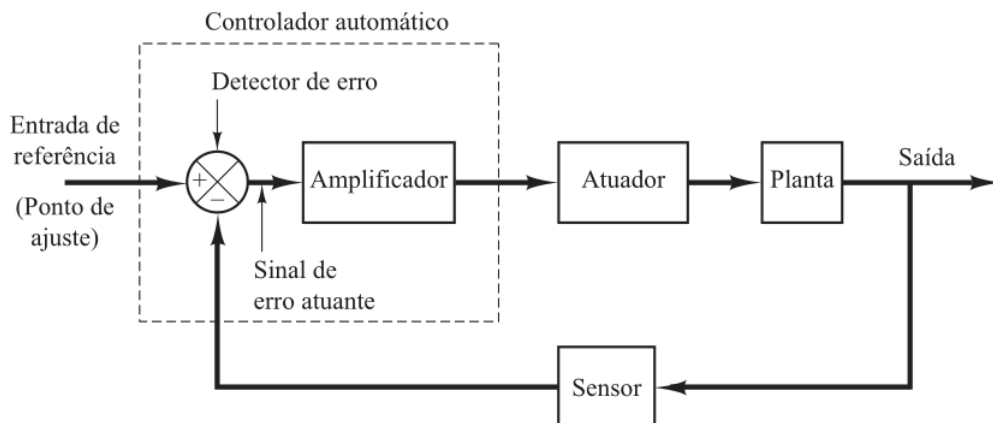 Controlador automático
Detector de erro
Entrada de
referência
(Ponto de
ajuste)
+
−
Amplificador
Atuador
Planta
Saída
Sinal de
erro atuante
Sensor